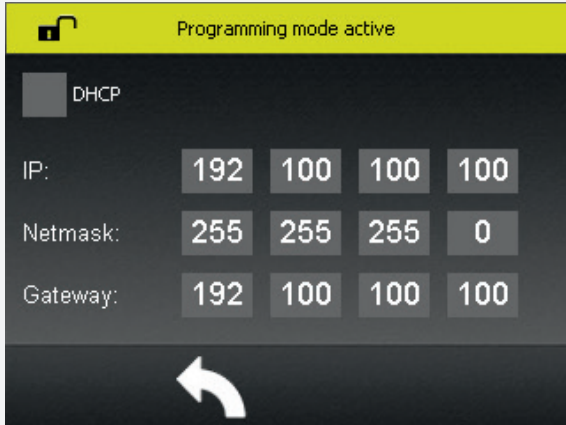 Programming mode active
DHCP
IP: 192 100 100 100
Netmask: 255 255 255 0
Gateway: 192 100 100 100